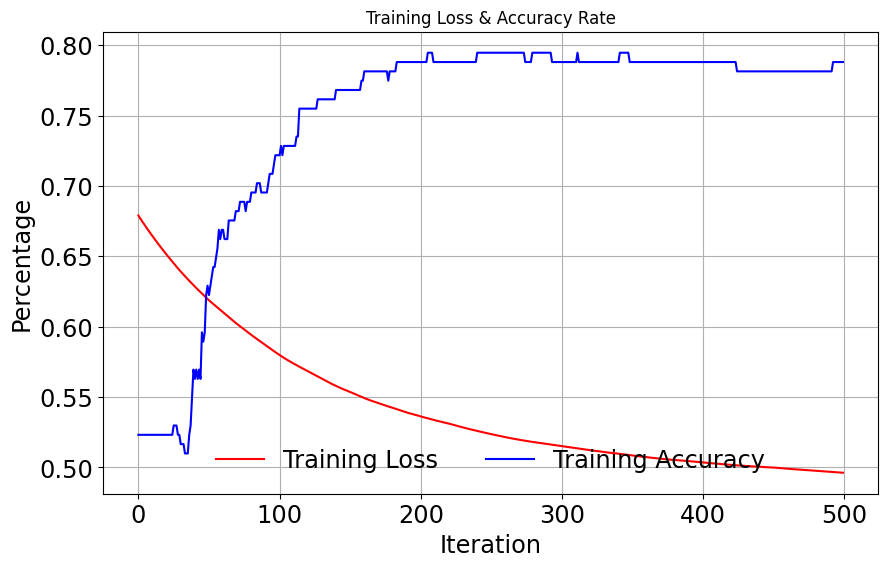 Training Loss & Accuracy Rate
0.80
0.75
0.70
0.65
0.60
0.55
0.50
Percentage
Training Loss Training Accuracy
0 100 200 300 400 500
Iteration